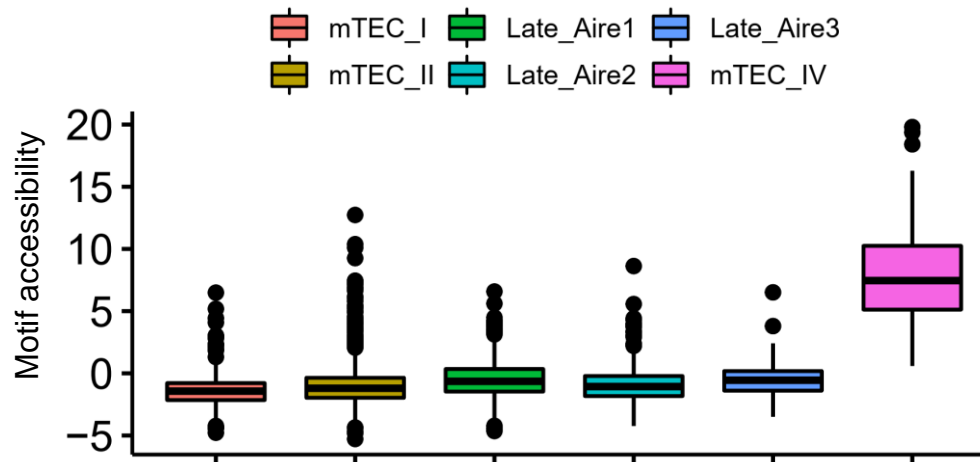 mTEC_I Late_Aire1 Late_Aire3
mTEC_II Late_Aire2 mTEC_IV
Motif accessibility
20
15
10
5
0
−5